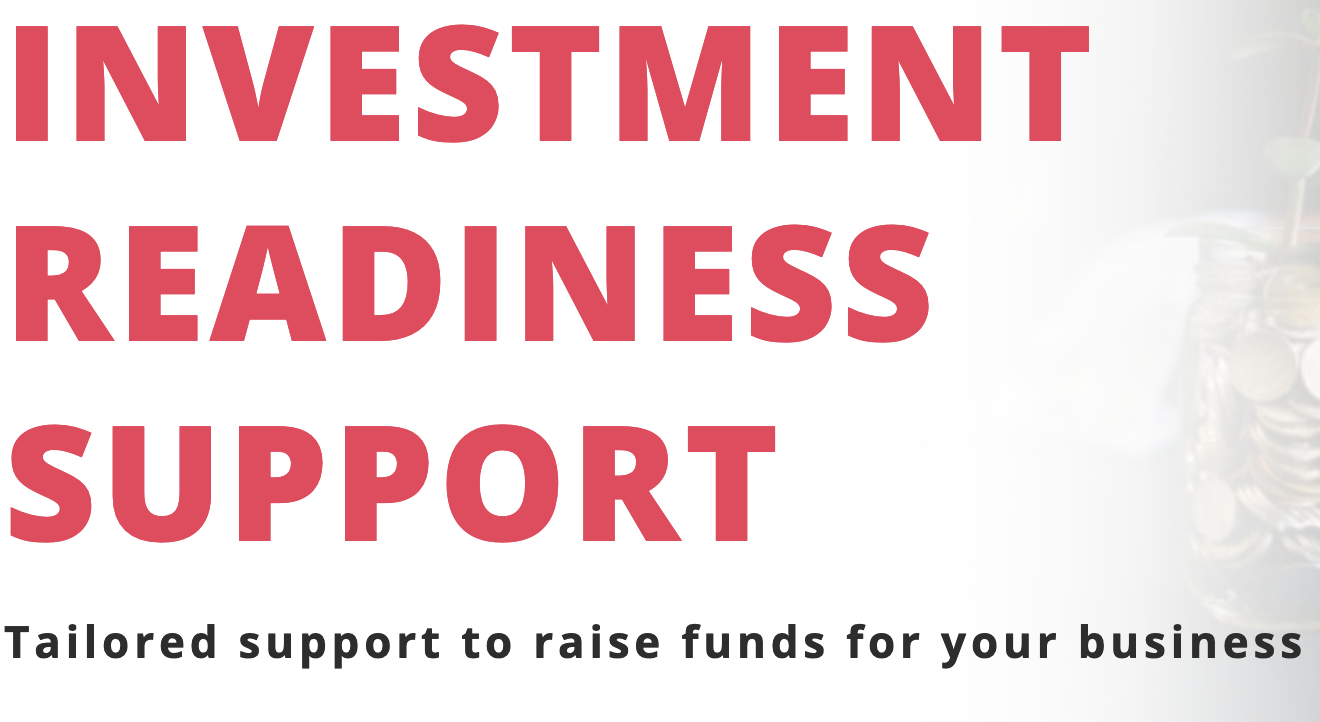 INVESTMENT
READINESS
SUPPORT
Tailored support to raise funds for your business